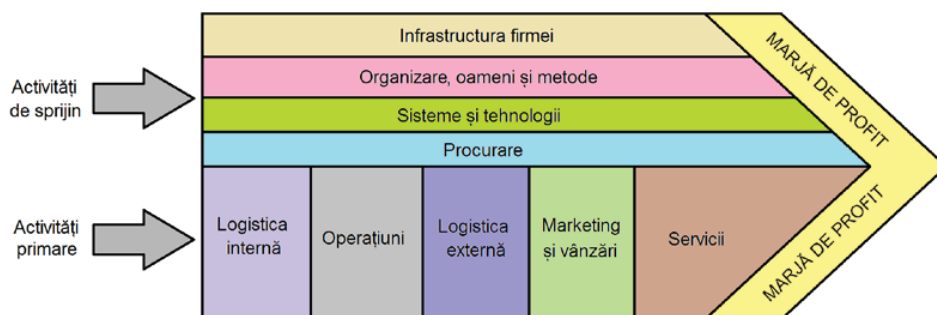 Infrastructura firmei
MARJĂ DE PROFIT
Activități
de sprijin
Organizare, oameni și metode
Sisteme și tehnologii
Procurare
Activități
primare
Logistica
internă
Operațiuni
Logistica
externă
Marketing
și vânzări
Servicii
MARJĂ DE PROFIT